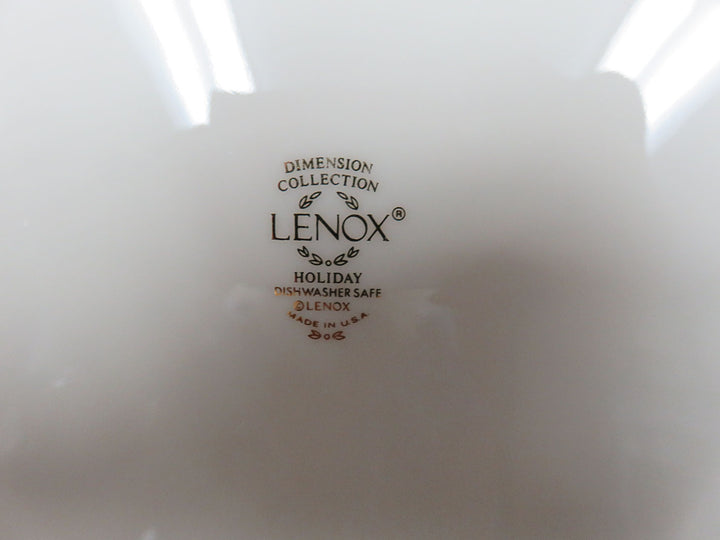 DIMENSION
COLLECTION
LENOX®
HOLIDAY
DISHWASHER SAFE
©LENOX
MADE IN U.S.A